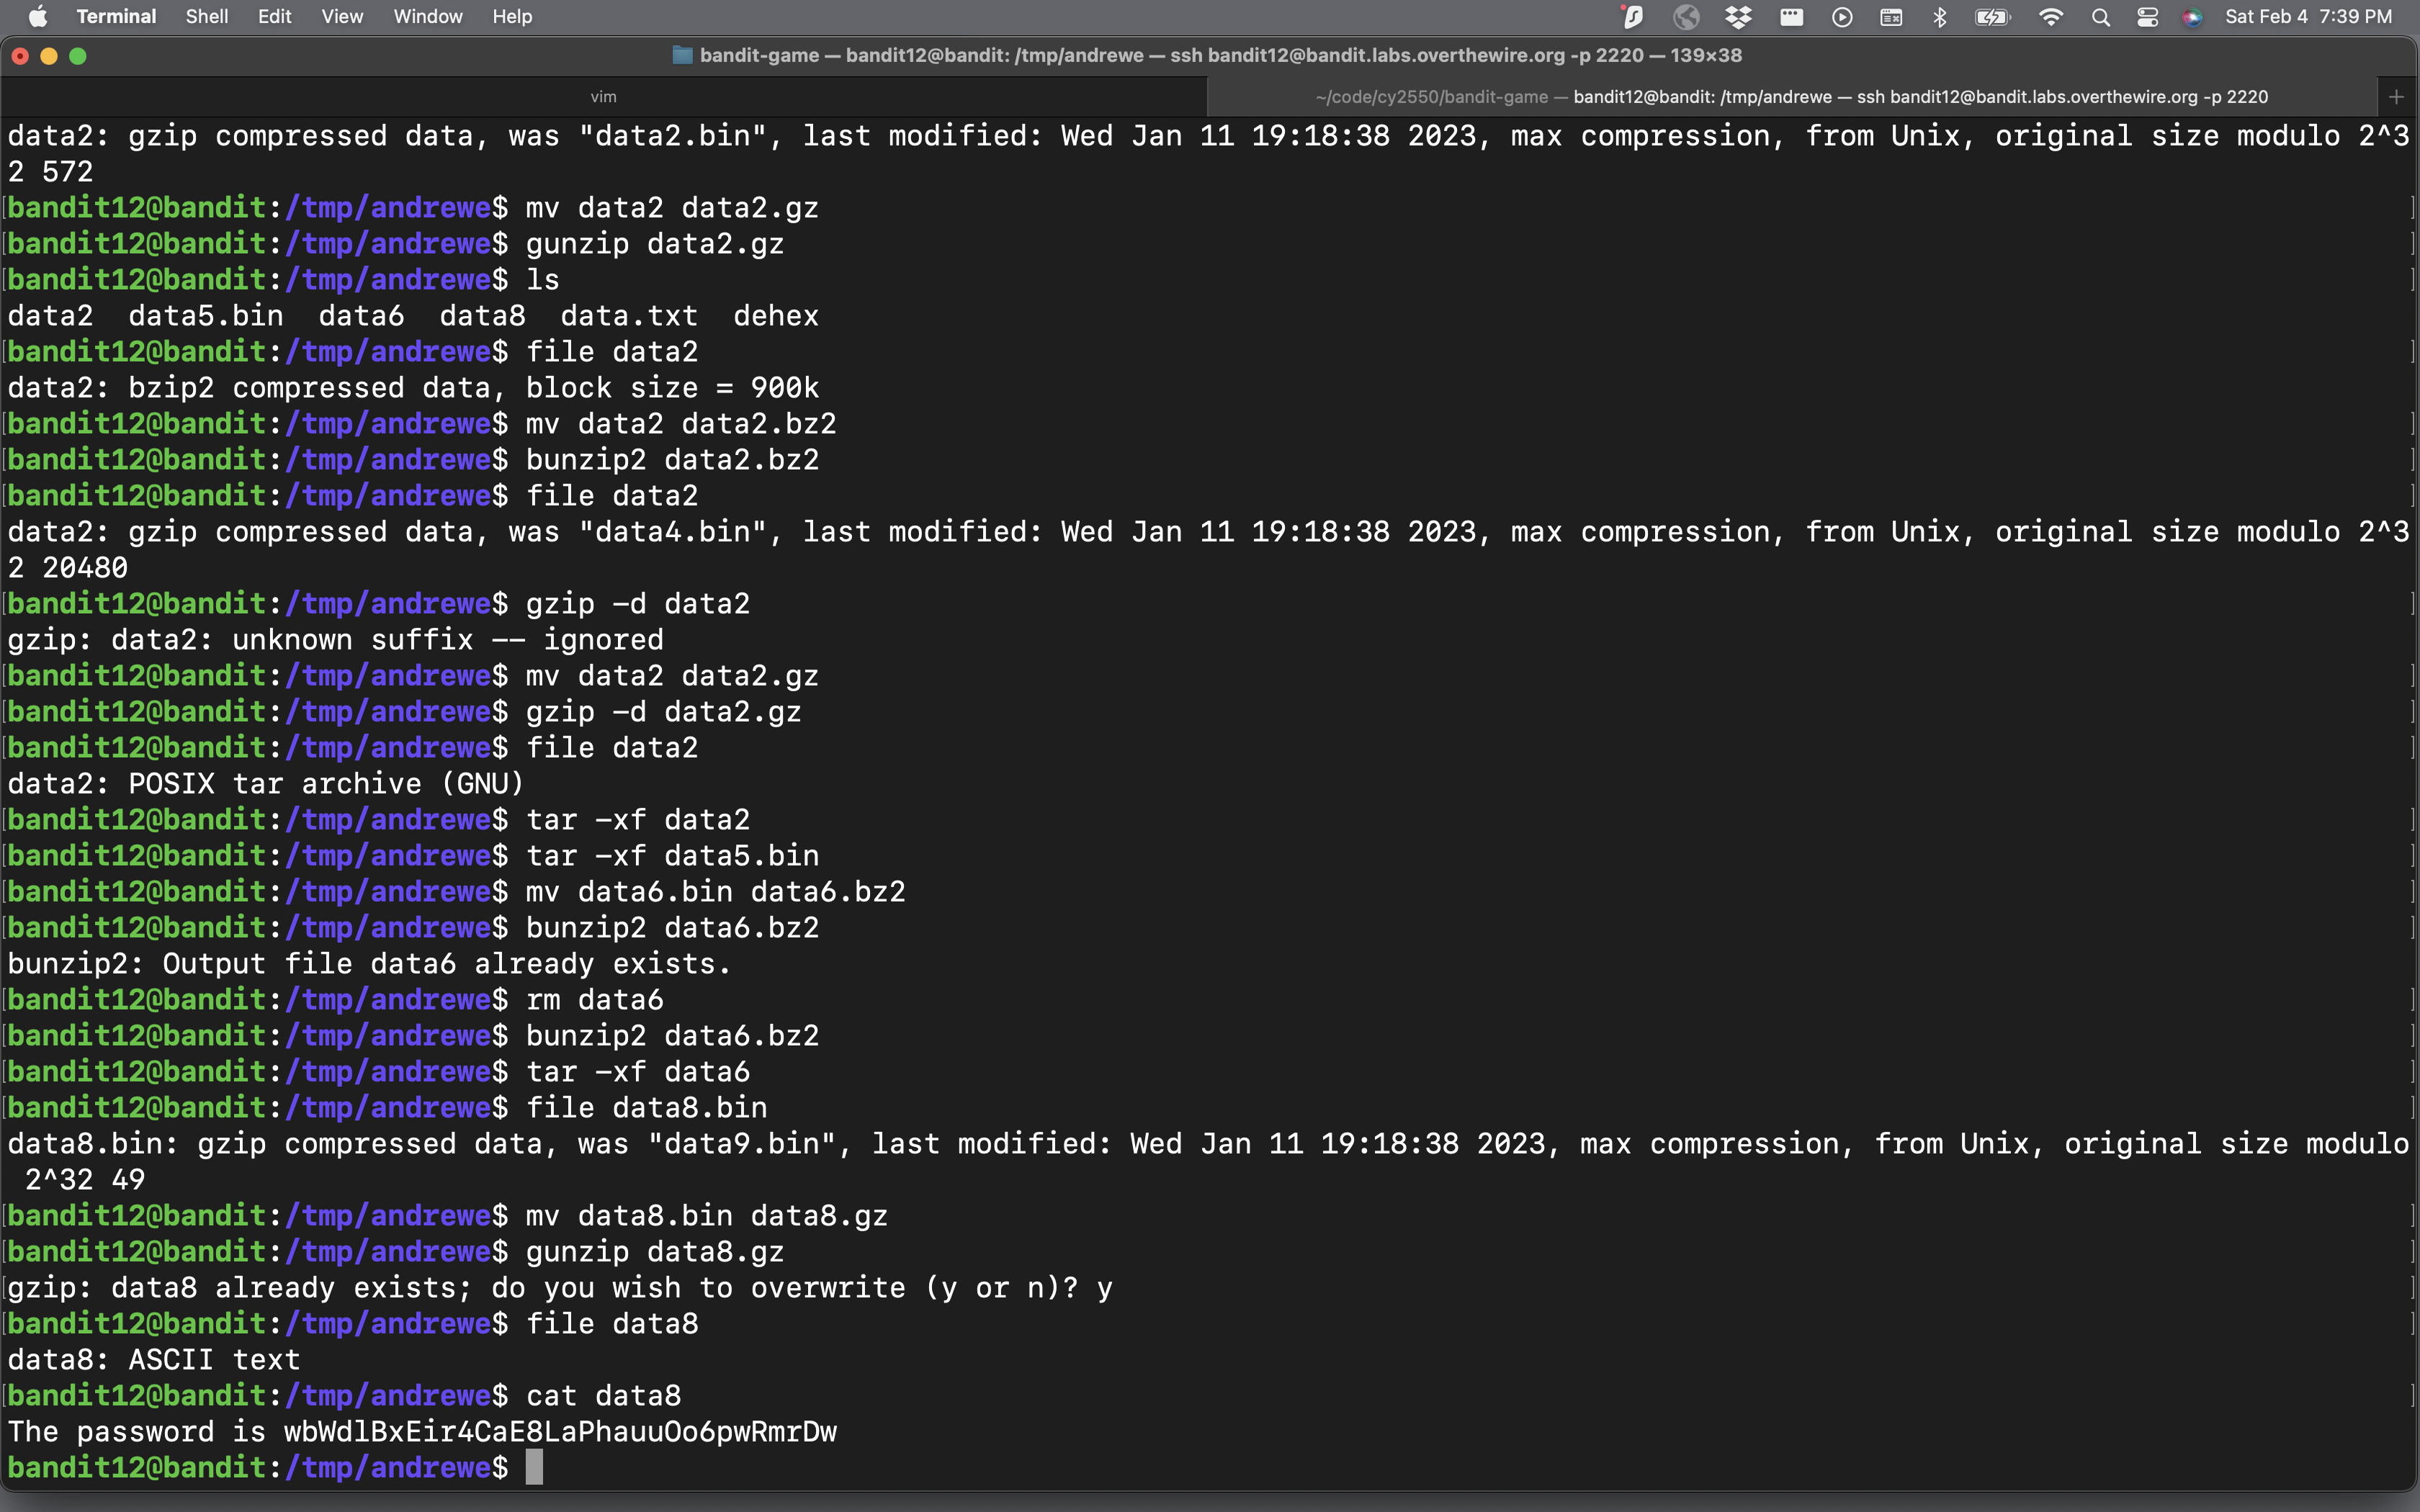 Terminal Shell Edit View Window Help Sat Feb 4 7:39 PM
bandit-game — bandit12@bandit: /tmp/andrewe — ssh bandit12@bandit.labs.overthewire.org -p 2220 — 139×38
vim ~/code/cy2550/bandit-game — bandit12@bandit: /tmp/andrewe — ssh bandit12@bandit.labs.overthewire.org -p 2220 +
data2: gzip compressed data, was "data2.bin", last modified: Wed Jan 11 19:18:38 2023, max compression, from Unix, original size modulo 2^3
2 572
[bandit12@bandit:/tmp/andrewe$ mv data2 data2.gz ]
[bandit12@bandit:/tmp/andrewe$ gunzip data2.gz ]
[bandit12@bandit:/tmp/andrewe$ ls ]
data2  data5.bin  data6  data8  data.txt  dehex
[bandit12@bandit:/tmp/andrewe$ file data2 ]
data2: bzip2 compressed data, block size = 900k
[bandit12@bandit:/tmp/andrewe$ mv data2 data2.bz2 ]
[bandit12@bandit:/tmp/andrewe$ bunzip2 data2.bz2 ]
[bandit12@bandit:/tmp/andrewe$ file data2 ]
data2: gzip compressed data, was "data4.bin", last modified: Wed Jan 11 19:18:38 2023, max compression, from Unix, original size modulo 2^3
2 20480
[bandit12@bandit:/tmp/andrewe$ gzip -d data2 ]
gzip: data2: unknown suffix -- ignored
[bandit12@bandit:/tmp/andrewe$ mv data2 data2.gz ]
[bandit12@bandit:/tmp/andrewe$ gzip -d data2.gz ]
[bandit12@bandit:/tmp/andrewe$ file data2 ]
data2: POSIX tar archive (GNU)
[bandit12@bandit:/tmp/andrewe$ tar -xf data2 ]
[bandit12@bandit:/tmp/andrewe$ tar -xf data5.bin ]
[bandit12@bandit:/tmp/andrewe$ mv data6.bin data6.bz2 ]
[bandit12@bandit:/tmp/andrewe$ bunzip2 data6.bz2 ]
bunzip2: Output file data6 already exists.
[bandit12@bandit:/tmp/andrewe$ rm data6 ]
[bandit12@bandit:/tmp/andrewe$ bunzip2 data6.bz2 ]
[bandit12@bandit:/tmp/andrewe$ tar -xf data6 ]
[bandit12@bandit:/tmp/andrewe$ file data8.bin ]
data8.bin: gzip compressed data, was "data9.bin", last modified: Wed Jan 11 19:18:38 2023, max compression, from Unix, original size modulo
 2^32 49
[bandit12@bandit:/tmp/andrewe$ mv data8.bin data8.gz ]
[bandit12@bandit:/tmp/andrewe$ gunzip data8.gz ]
[gzip: data8 already exists; do you wish to overwrite (y or n)? y ]
[bandit12@bandit:/tmp/andrewe$ file data8 ]
data8: ASCII text
[bandit12@bandit:/tmp/andrewe$ cat data8 ]
The password is wbWdlBxEir4CaE8LaPhauuOo6pwRmrDw
bandit12@bandit:/tmp/andrewe$